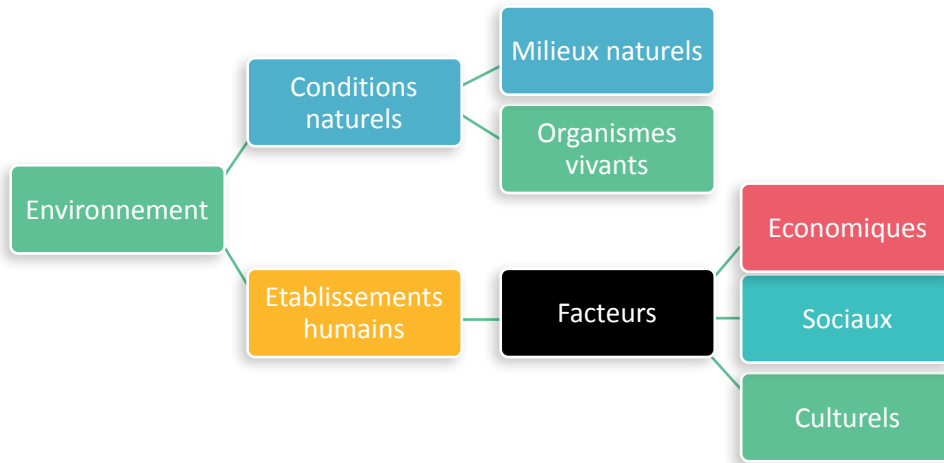 Environnement
Conditions
naturels
Milieux naturels
Organismes
vivants
Etablissements
humains
Facteurs
Economiques
Sociaux
Culturels